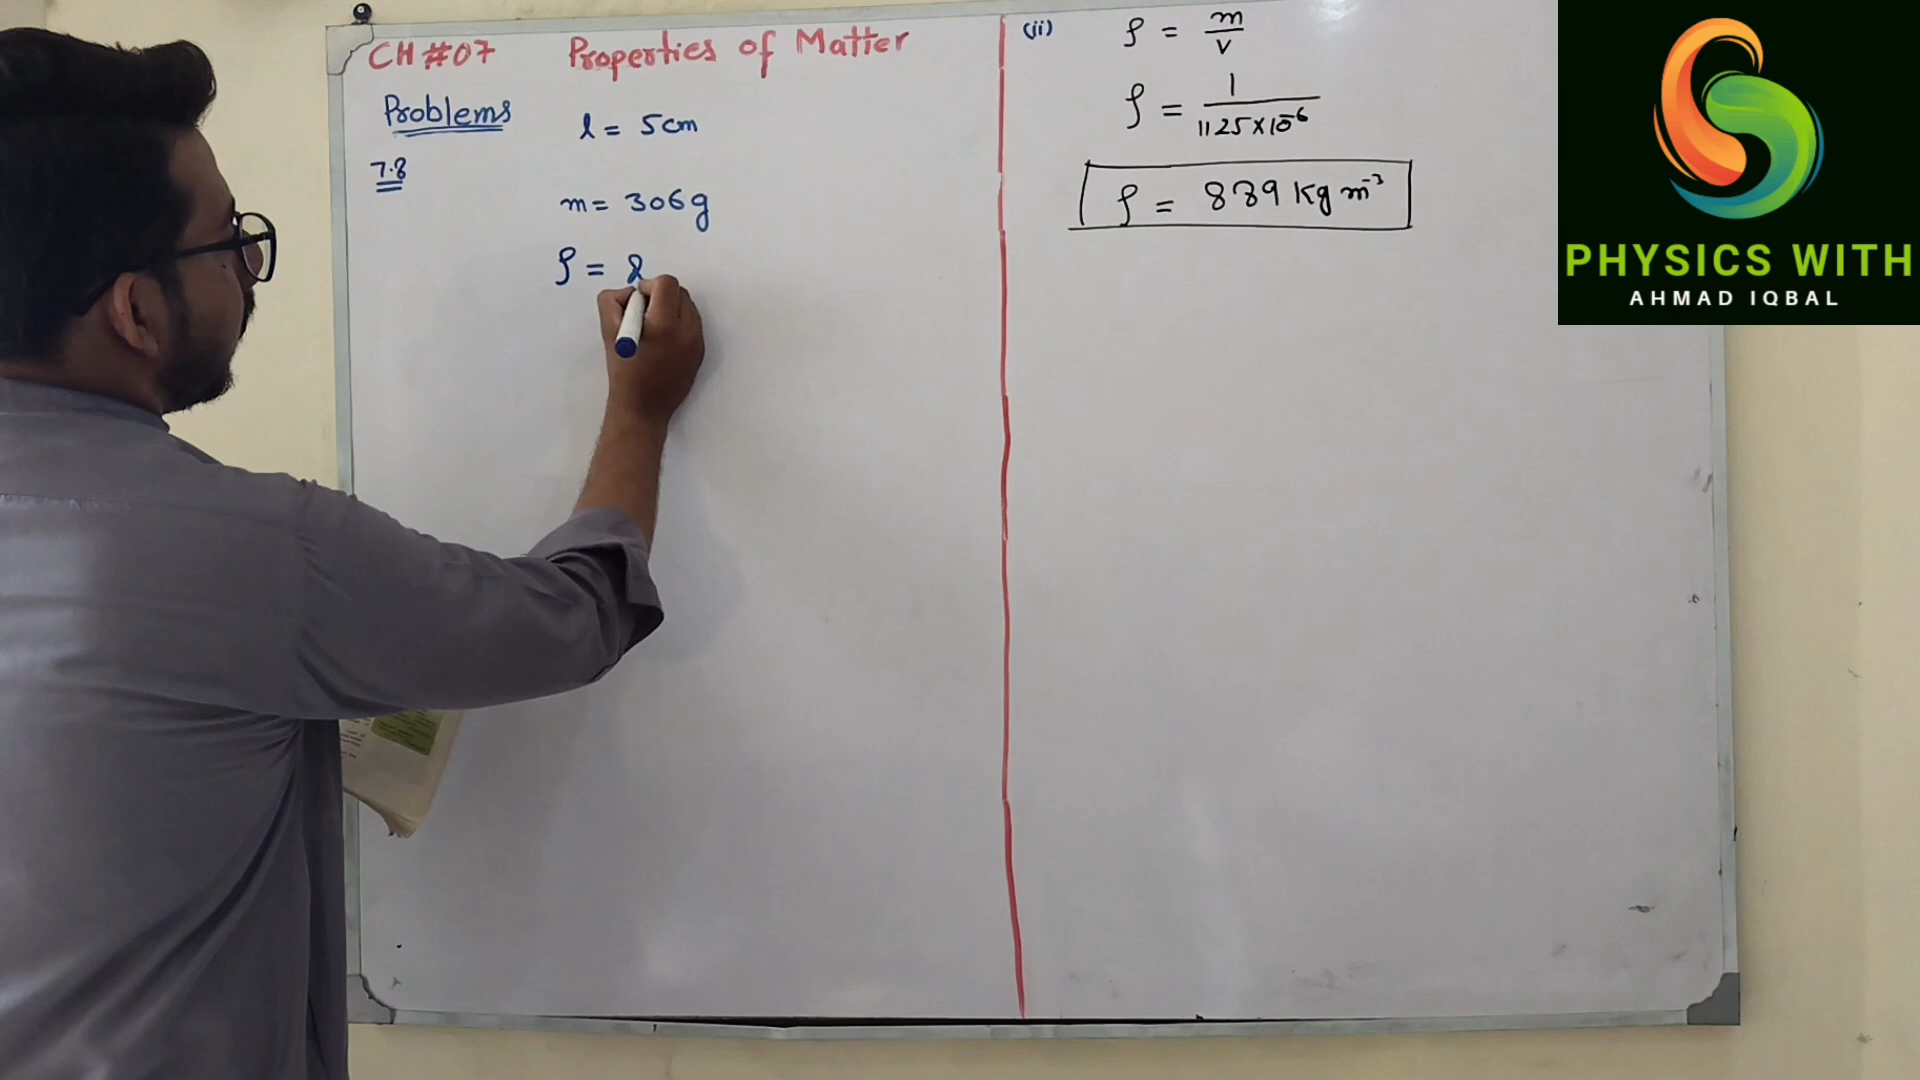 CH #07 Properties of Matter
Problems
l = 5cm
7.8
m = 306g
ρ =
(ii) ρ = m/v
ρ = 1/1125×10⁻⁶
ρ = 889 Kg m⁻³
PHYSICS WITH
AHMAD IQBAL